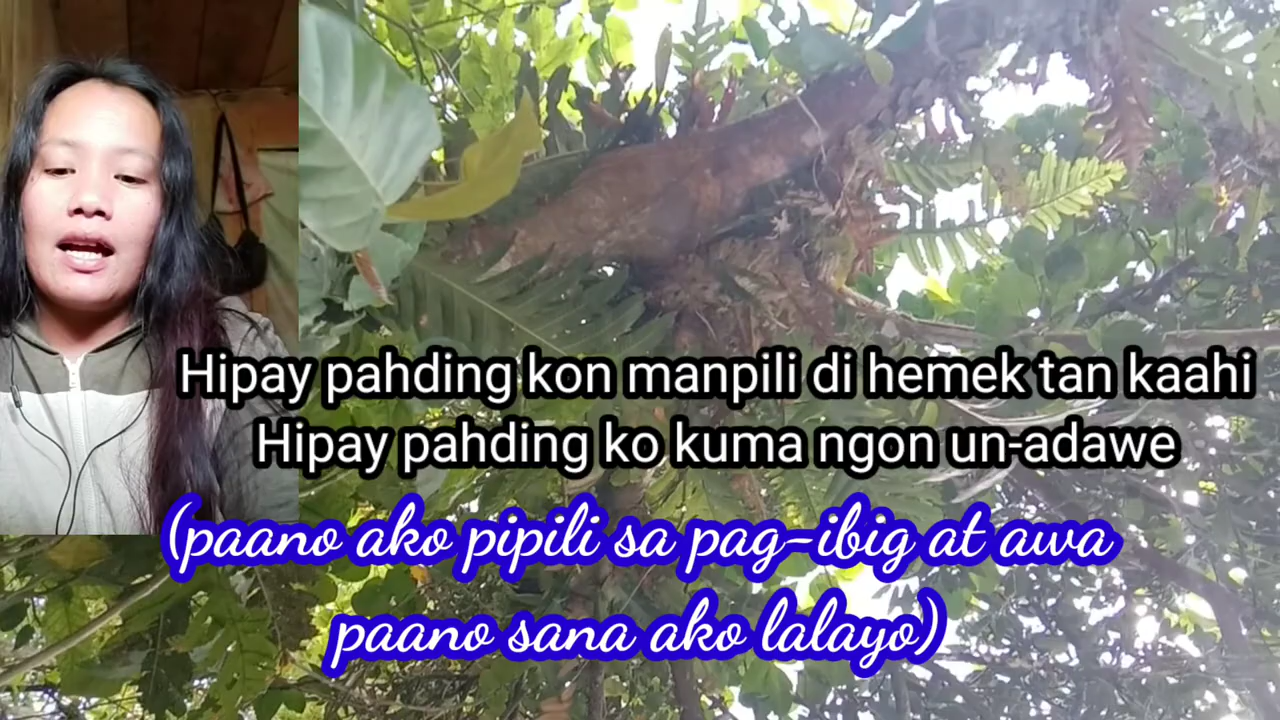 Hipay pahding kon manpili di hemek tan kaahi
Hipay pahding ko kuma ngon un-adawe
(paano ako pipili sa pag-ibig at awa
paano sana ako lalayo)